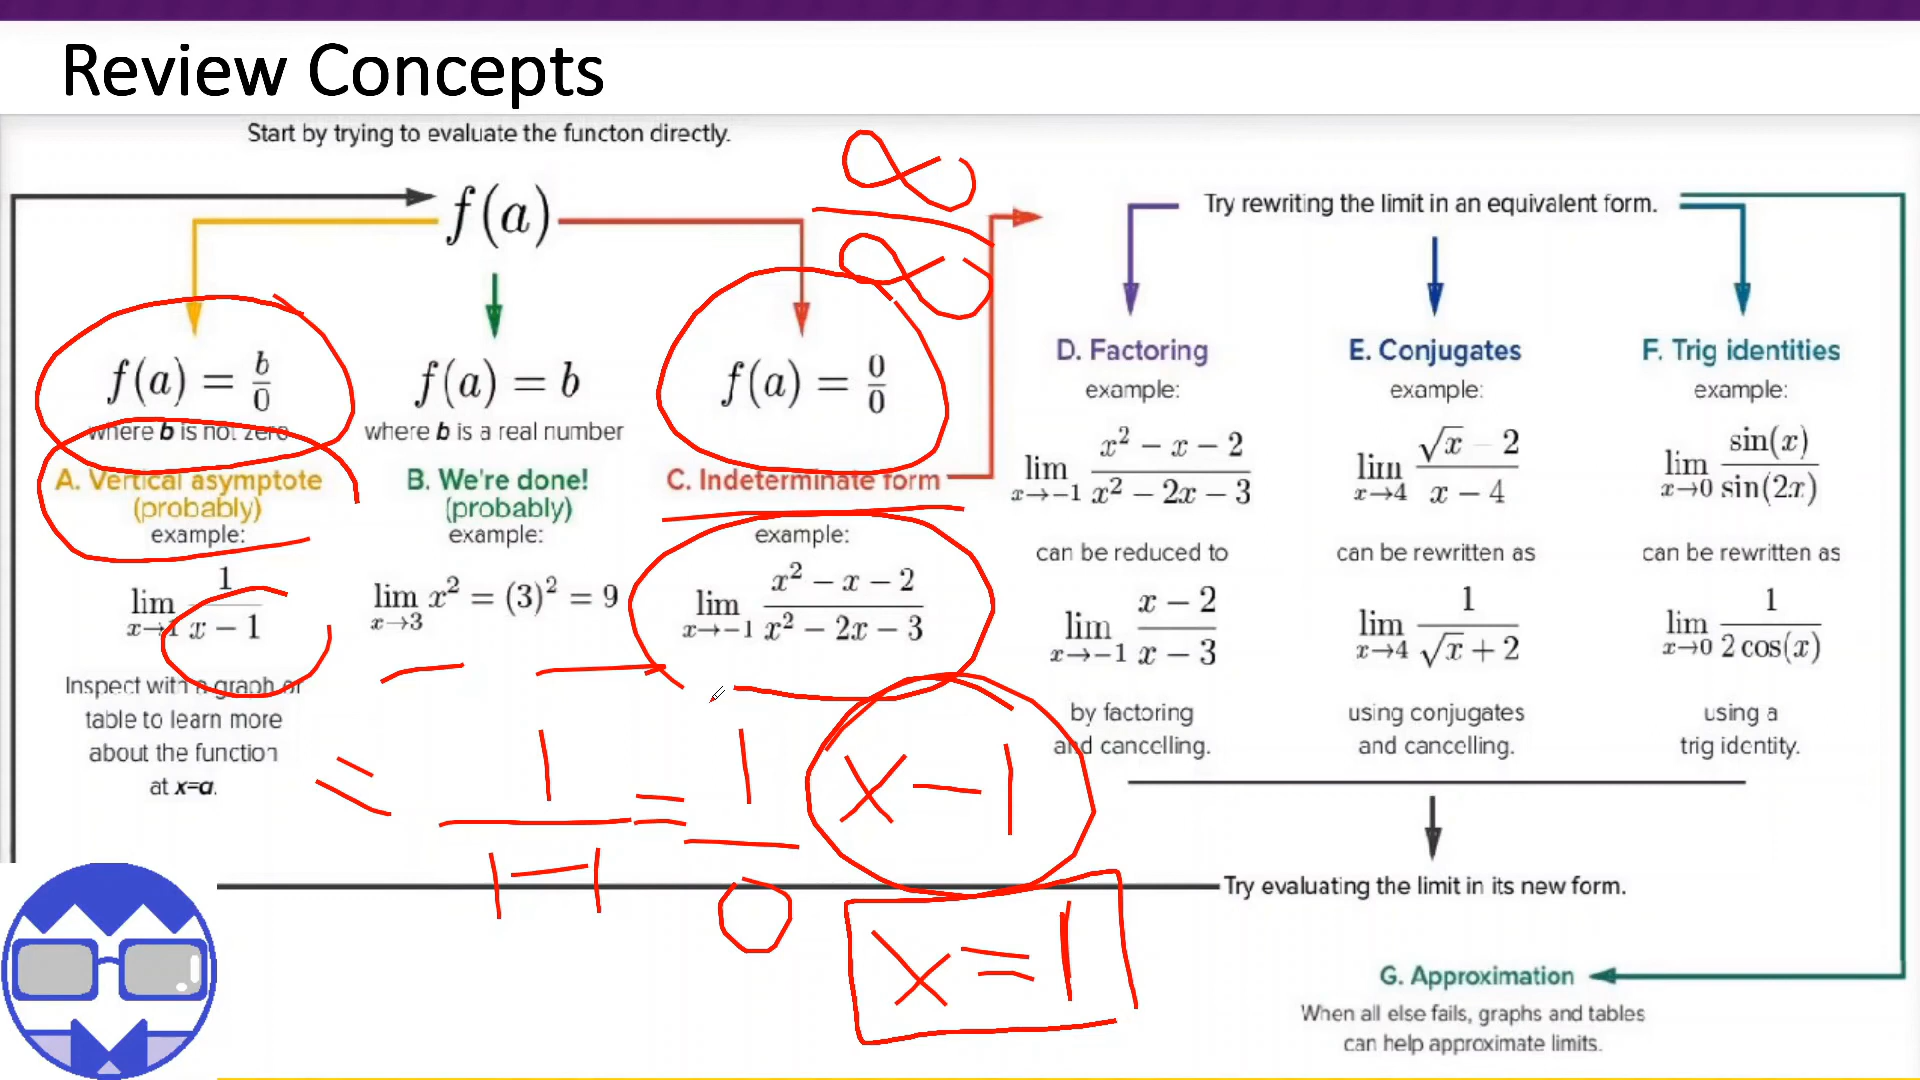 Review Concepts
Start by trying to evaluate the functon directly.
f(a)
f(a) = b/0
where b is not zero
A. Vertical asymptote
(probably)
example:
lim x→1 1/(x − 1)
Inspect with a graph or
table to learn more
about the function
at x=a.
f(a) = b
where b is a real number
B. We're done!
(probably)
example:
lim x→3 x² = (3)² = 9
f(a) = 0/0
C. Indeterminate form
example:
lim x→−1 (x² − x − 2)/(x² − 2x − 3)
∞/∞
= 1/(1−1) = 1/0
x − 1
x = 1
Try rewriting the limit in an equivalent form.
D. Factoring
example:
lim x→−1 (x² − x − 2)/(x² − 2x − 3)
can be reduced to
lim x→−1 (x − 2)/(x − 3)
by factoring
and cancelling.
E. Conjugates
example:
lim x→4 (√x − 2)/(x − 4)
can be rewritten as
lim x→4 1/(√x + 2)
using conjugates
and cancelling.
F. Trig identities
example:
lim x→0 sin(x)/sin(2x)
can be rewritten as
lim x→0 1/(2 cos(x))
using a
trig identity.
Try evaluating the limit in its new form.
G. Approximation
When all else fails, graphs and tables
can help approximate limits.